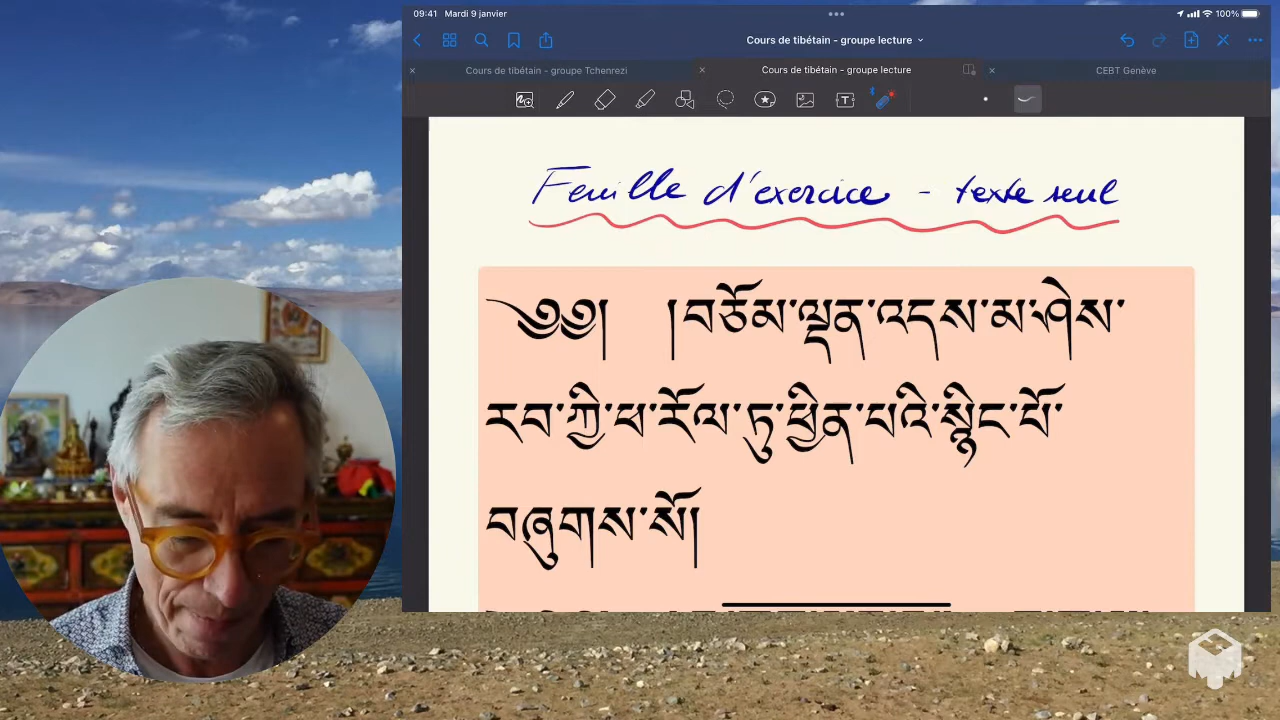 09:41 Mardi 9 janvier
100%
Cours de tibétain - groupe lecture
Cours de tibétain - groupe Tchenrezi
Cours de tibétain - groupe lecture
CEBT Genève
Feuille d'exercice - texte seul
༄༅། །བཅོམ་ལྡན་འདས་མ་ཤེས་
རབ་ཀྱི་ཕ་རོལ་ཏུ་ཕྱིན་པའི་སྙིང་པོ་
བཞུགས་སོ།